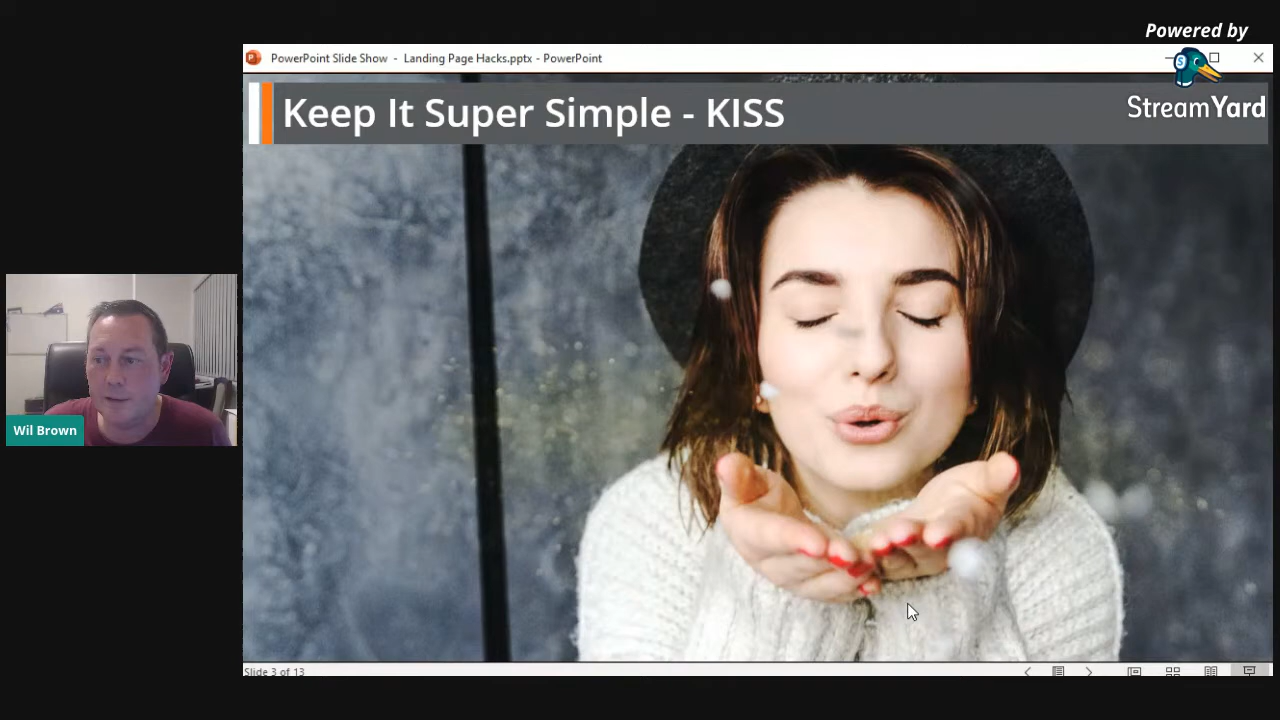 Powered by
PowerPoint Slide Show - Landing Page Hacks.pptx - PowerPoint
StreamYard
Keep It Super Simple - KISS
Wil Brown
Slide 3 of 13